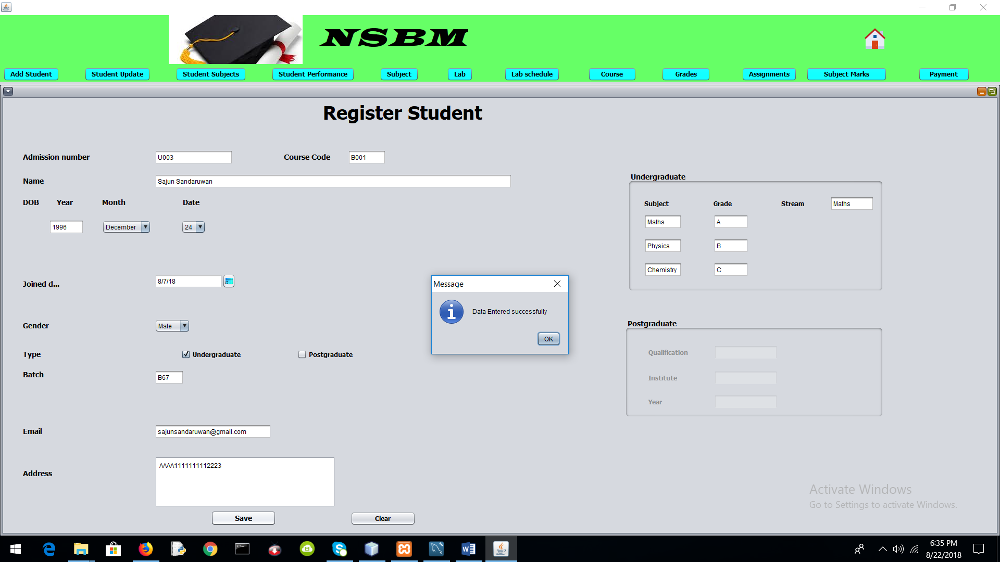 NSBM
Add Student Student Update Student Subjects Student Performance Subject Lab Lab schedule Course Grades Assignments Subject Marks Payment
Register Student
Admission number U003 Course Code B001
Name Sajun Sandaruwan
DOB Year Month Date
1996 December 24
Joined d... 8/7/18
Gender Male
Type Undergraduate Postgraduate
Batch B67
Email sajunsandaruwan@gmail.com
Address AAAA1111111112223
Save Clear
Undergraduate
Subject Grade Stream Maths
Maths A
Physics B
Chemistry C
Message
Data Entered successfully
OK
Postgraduate
Qualification
Institute
Year
Activate Windows
Go to Settings to activate Windows.
6:35 PM
8/22/2018